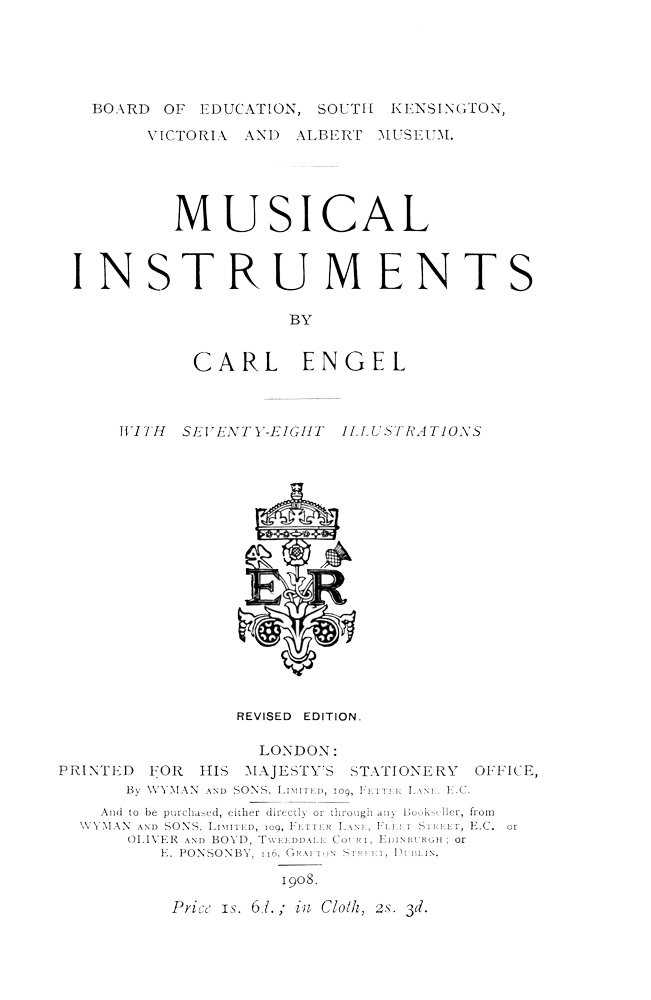 BOARD OF EDUCATION, SOUTH KENSINGTON,
VICTORIA AND ALBERT MUSEUM.
MUSICAL
INSTRUMENTS
BY
CARL ENGEL
WITH SEVENTY-EIGHT ILLUSTRATIONS
E R
REVISED EDITION.
LONDON:
PRINTED FOR HIS MAJESTY'S STATIONERY OFFICE,
By WYMAN AND SONS, LIMITED, 109, FETTER LANE, E.C.
And to be purchased, either directly or through any Bookseller, from
WYMAN AND SONS, LIMITED, 109, FETTER LANE, FLEET STREET, E.C. or
OLIVER AND BOYD, TWEEDDALE COURT, EDINBURGH; or
E. PONSONBY, 116, GRAFTON STREET, DUBLIN.
1908.
Price 1s. 6d.; in Cloth, 2s. 3d.